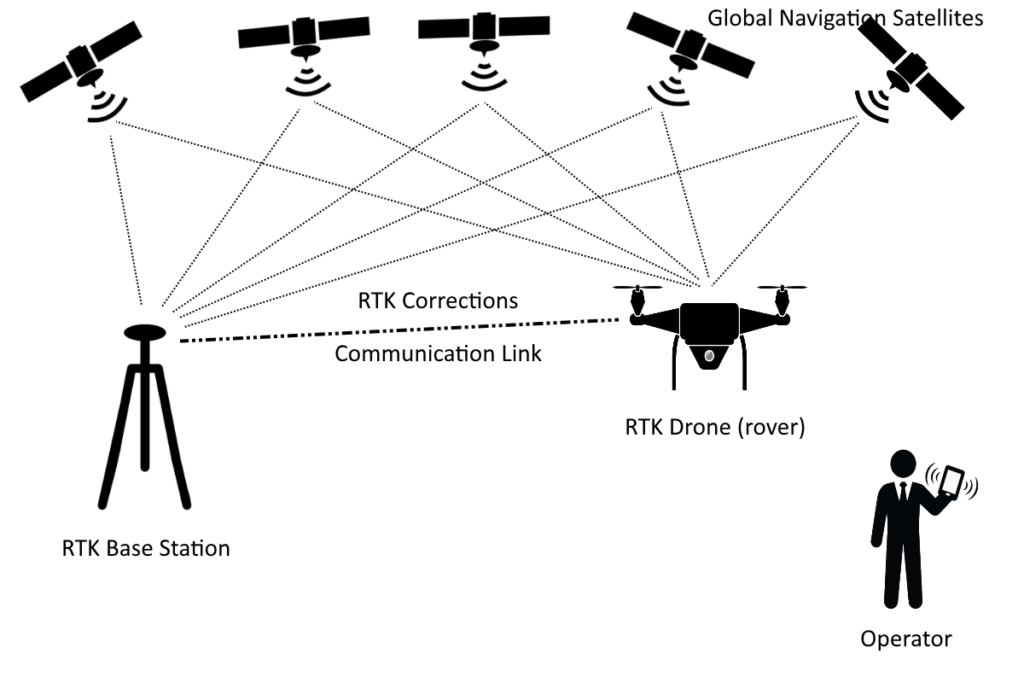 Global Navigation Satellites
RTK Corrections
Communication Link
RTK Drone (rover)
RTK Base Station
Operator